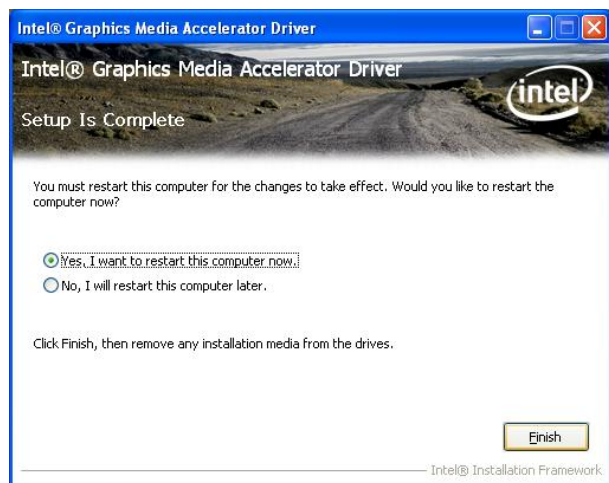 Intel® Graphics Media Accelerator Driver
Intel® Graphics Media Accelerator Driver
intel
Setup Is Complete
You must restart this computer for the changes to take effect. Would you like to restart the
computer now?
Yes, I want to restart this computer now.
No, I will restart this computer later.
Click Finish, then remove any installation media from the drives.
Finish
Intel® Installation Framework